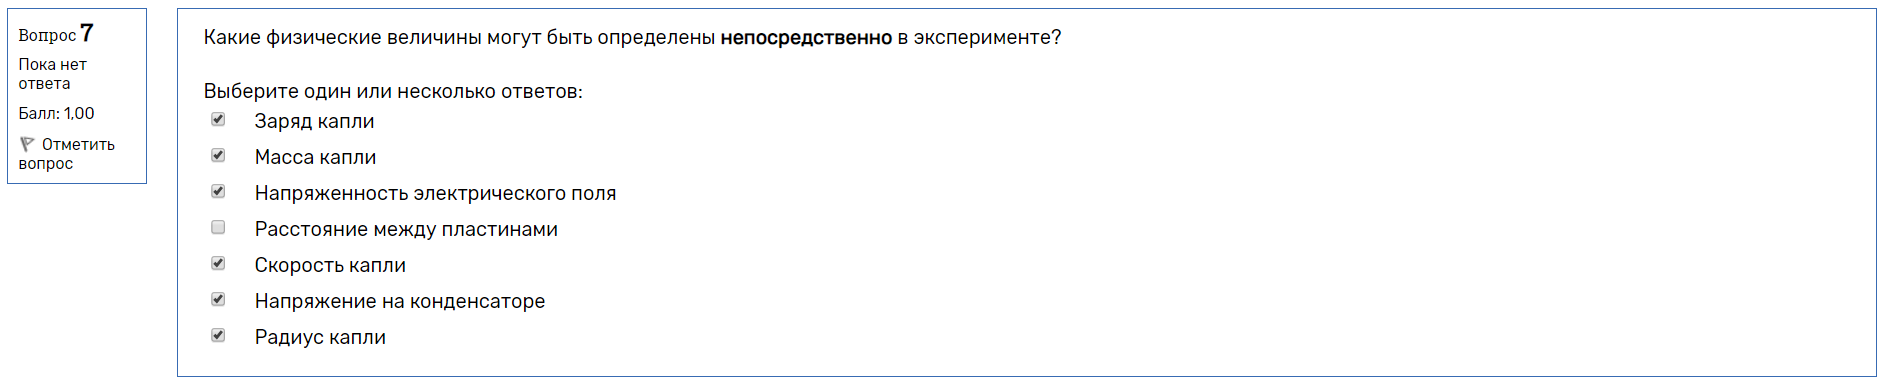 Вопрос 7
Пока нет
ответа
Балл: 1,00
Отметить
вопрос
Какие физические величины могут быть определены непосредственно в эксперименте?
Выберите один или несколько ответов:
Заряд капли
Масса капли
Напряженность электрического поля
Расстояние между пластинами
Скорость капли
Напряжение на конденсаторе
Радиус капли